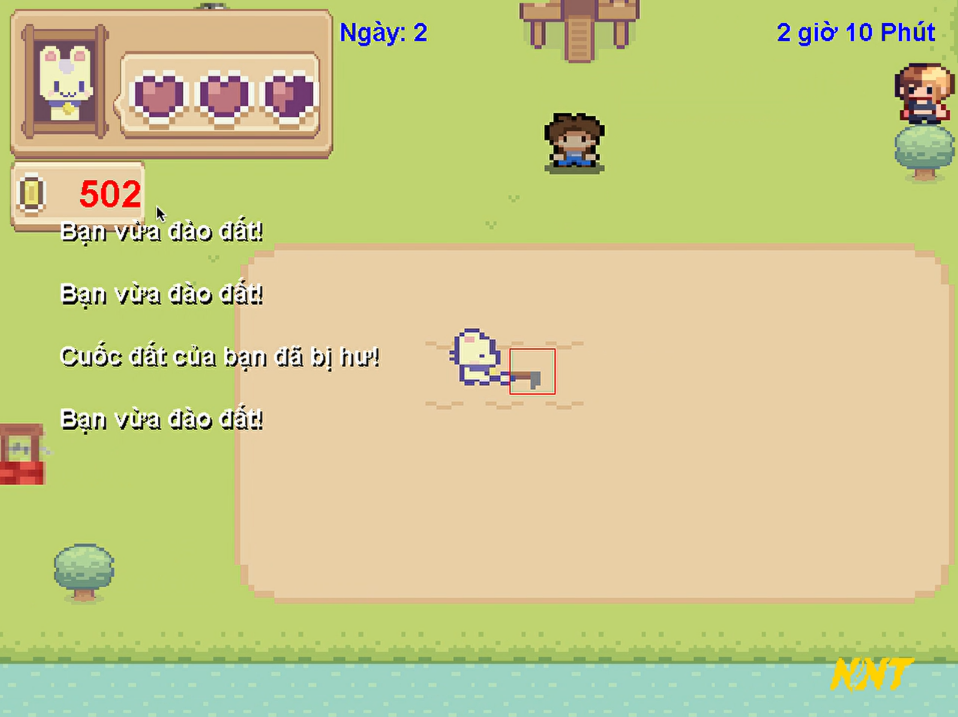 Ngày: 2
2 giờ 10 Phút
502
Bạn vừa đào đất!
Bạn vừa đào đất!
Cuốc đất của bạn đã bị hư!
Bạn vừa đào đất!
NNT